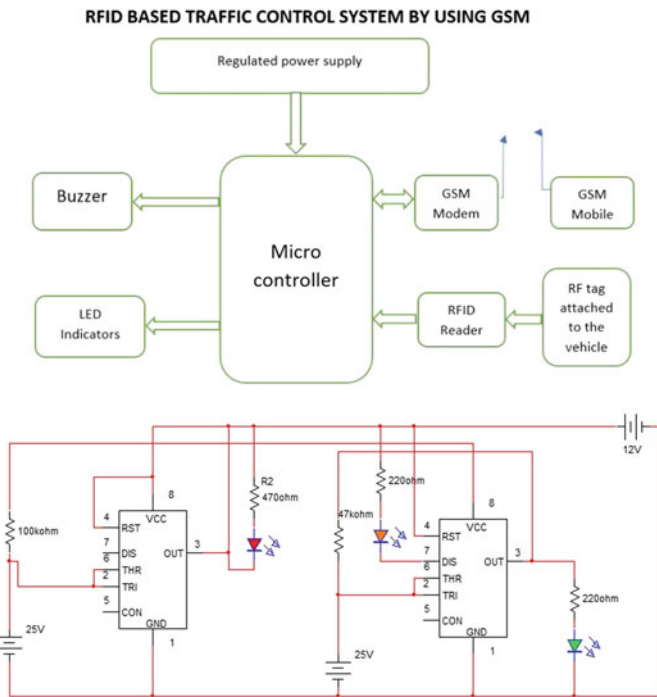 RFID BASED TRAFFIC CONTROL SYSTEM BY USING GSM
Regulated power supply
Buzzer
Micro
controller
GSM
Modem
GSM
Mobile
LED
Indicators
RFID
Reader
RF tag
attached
to the
vehicle
12V
100kohm
4
RST
7
DIS
6
THR
2
TRI
5
CON
8
VCC
OUT
3
GND
1
R2
470ohm
25V
47kohm
220ohm
4
RST
7
DIS
6
THR
2
TRI
5
CON
8
VCC
OUT
3
GND
1
220ohm
25V